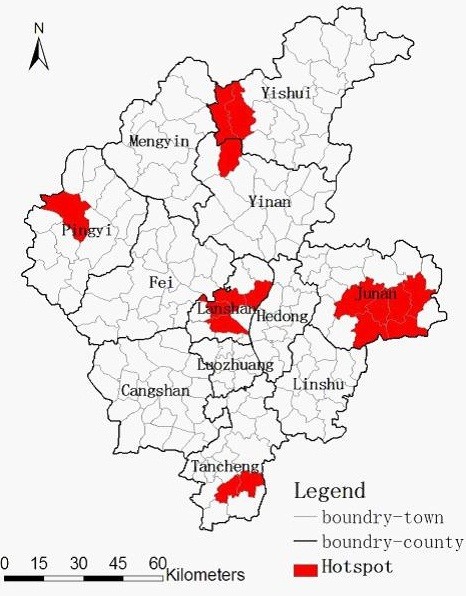 N
Yishui
Mengyin
Yinan
Pingyi
Fei
Junan
Lanshan
Hedong
Luozhuang
Cangshan
Linshu
Tancheng
Legend
boundry-town
boundry-county
Hotspot
0 15 30 45 60
Kilometers